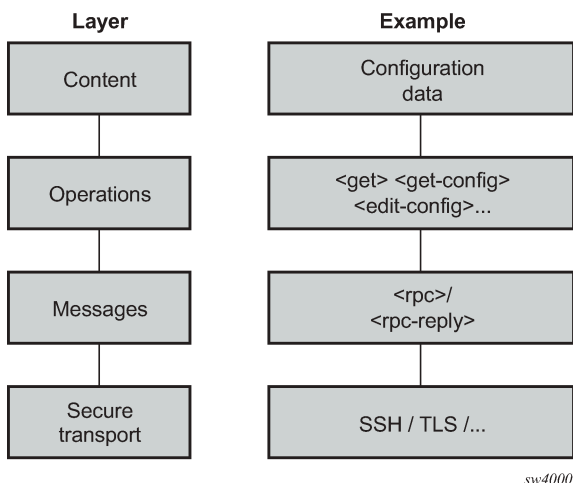 Layer
Example
Content
Configuration
data
Operations
<get> <get-config>
<edit-config>...
Messages
<rpc>/
<rpc-reply>
Secure
transport
SSH / TLS /...
sw4000